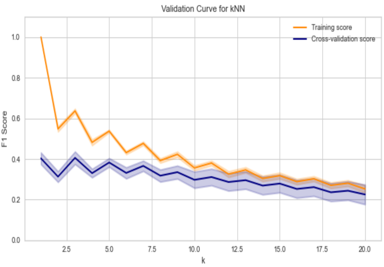 Validation Curve for kNN
Training score
Cross-validation score
F1 Score
1.0
0.8
0.6
0.4
0.2
0.0
2.5 5.0 7.5 10.0 12.5 15.0 17.5 20.0
k